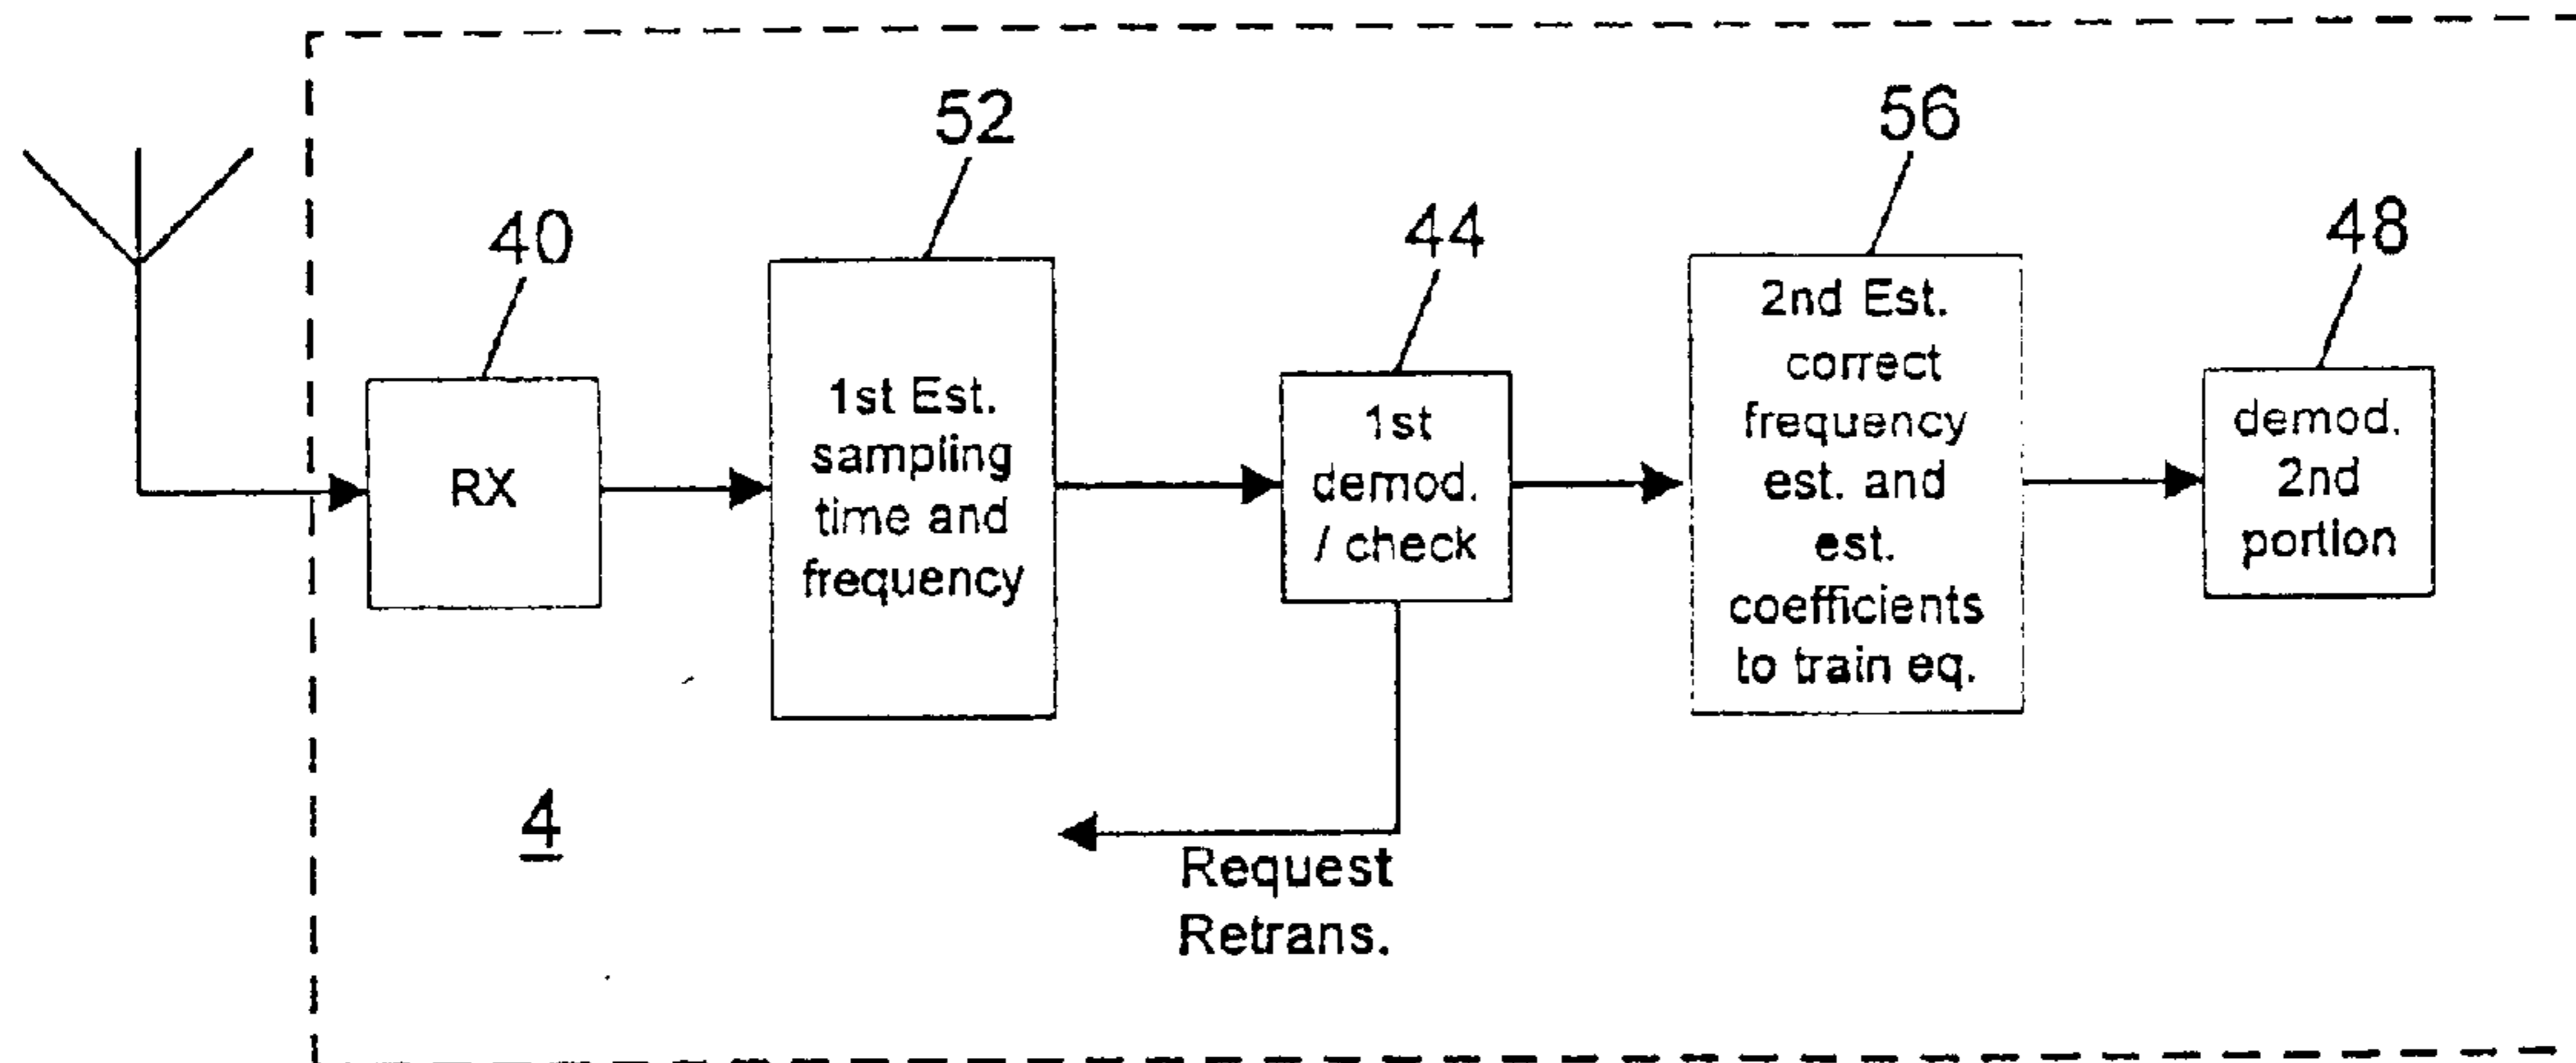 52
56
40
44
48
RX
1st Est.
sampling
time and
frequency
1st
demod.
/ check
2nd Est.
correct
frequency
est. and
est.
coefficients
to train eq.
demod.
2nd
portion
4
Request
Retrans.